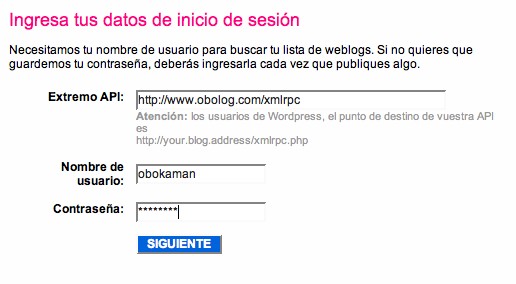 Ingresa tus datos de inicio de sesión
Necesitamos tu nombre de usuario para buscar tu lista de weblogs. Si no quieres que
guardemos tu contraseña, deberás ingresarla cada vez que publiques algo.
Extremo API: http://www.obolog.com/xmlrpc
Atención: los usuarios de Wordpress, el punto de destino de vuestra API
es
http://your.blog.address/xmlrpc.php
Nombre de
usuario: obokaman
Contraseña: ********
SIGUIENTE